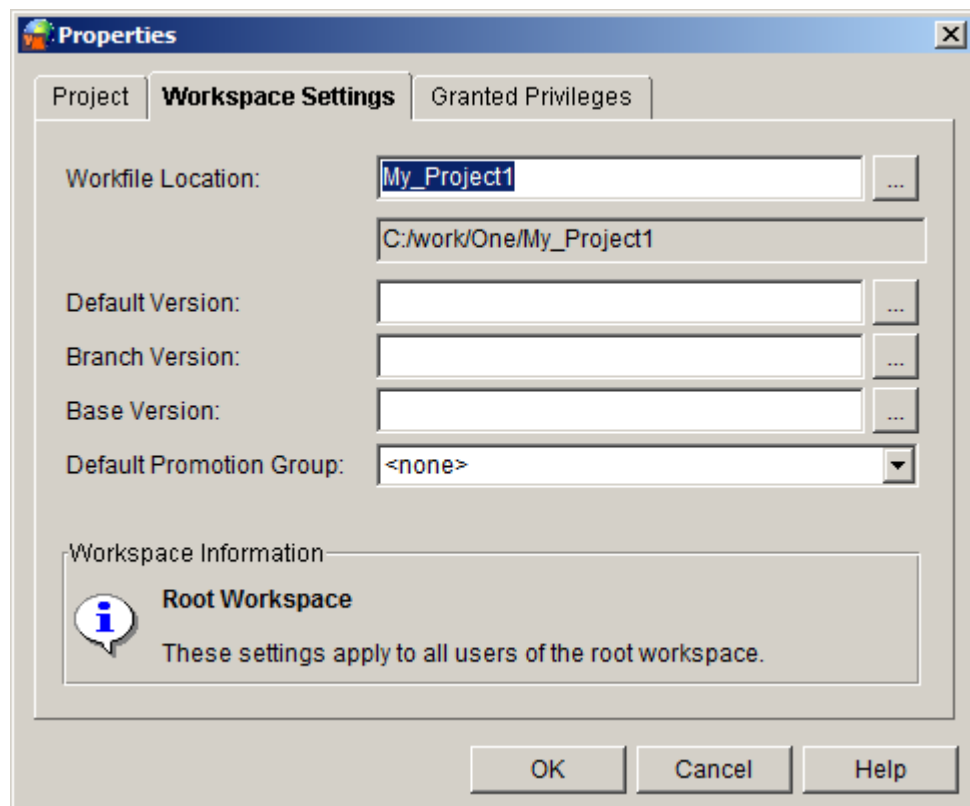 Properties
Project Workspace Settings Granted Privileges
Workfile Location: My_Project1 ...
C:/work/One/My_Project1
Default Version: ...
Branch Version: ...
Base Version: ...
Default Promotion Group: <none>
Workspace Information
Root Workspace
These settings apply to all users of the root workspace.
OK Cancel Help